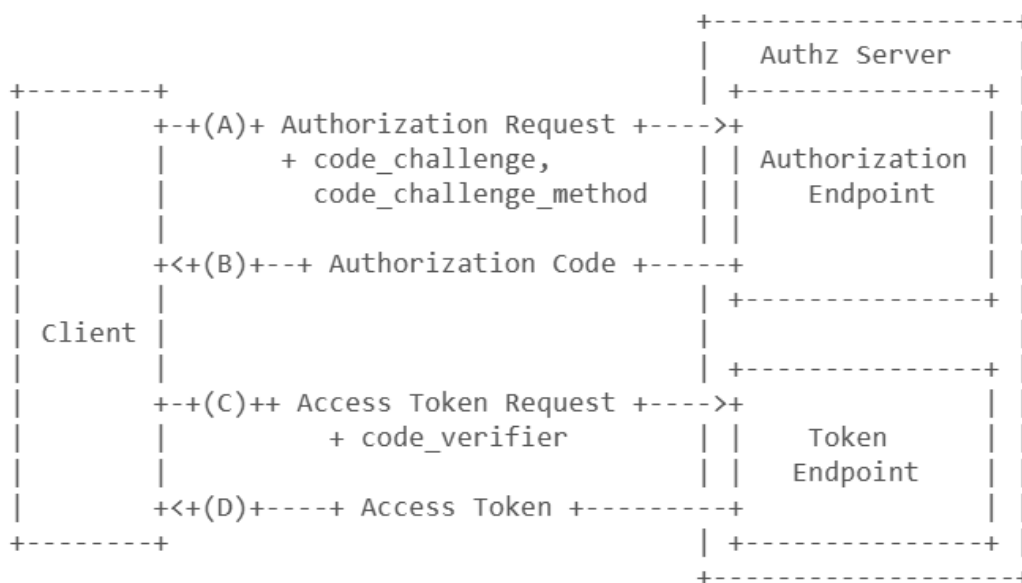 Authz Server
(A) Authorization Request
+ code_challenge,
Authorization
code_challenge_method
Endpoint
(B) Authorization Code
Client
(C) Access Token Request
+ code_verifier
Token
Endpoint
(D) Access Token